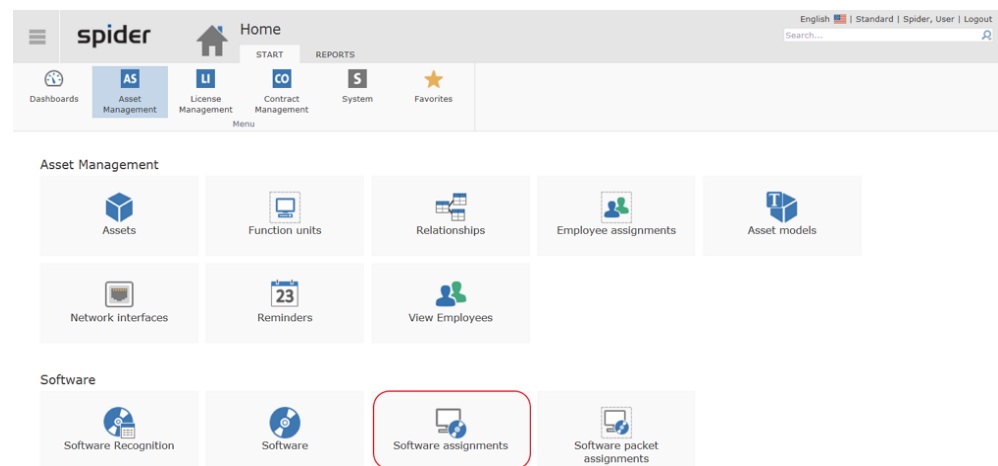 English | Standard | Spider, User | Logout
spider
Home
Search...
START REPORTS
AS LI CO S
Dashboards Asset Management License Management Contract Management System Favorites
Menu
Asset Management
Assets Function units Relationships Employee assignments T Asset models
23
Network interfaces Reminders View Employees
Software
Software Recognition Software Software assignments Software packet assignments